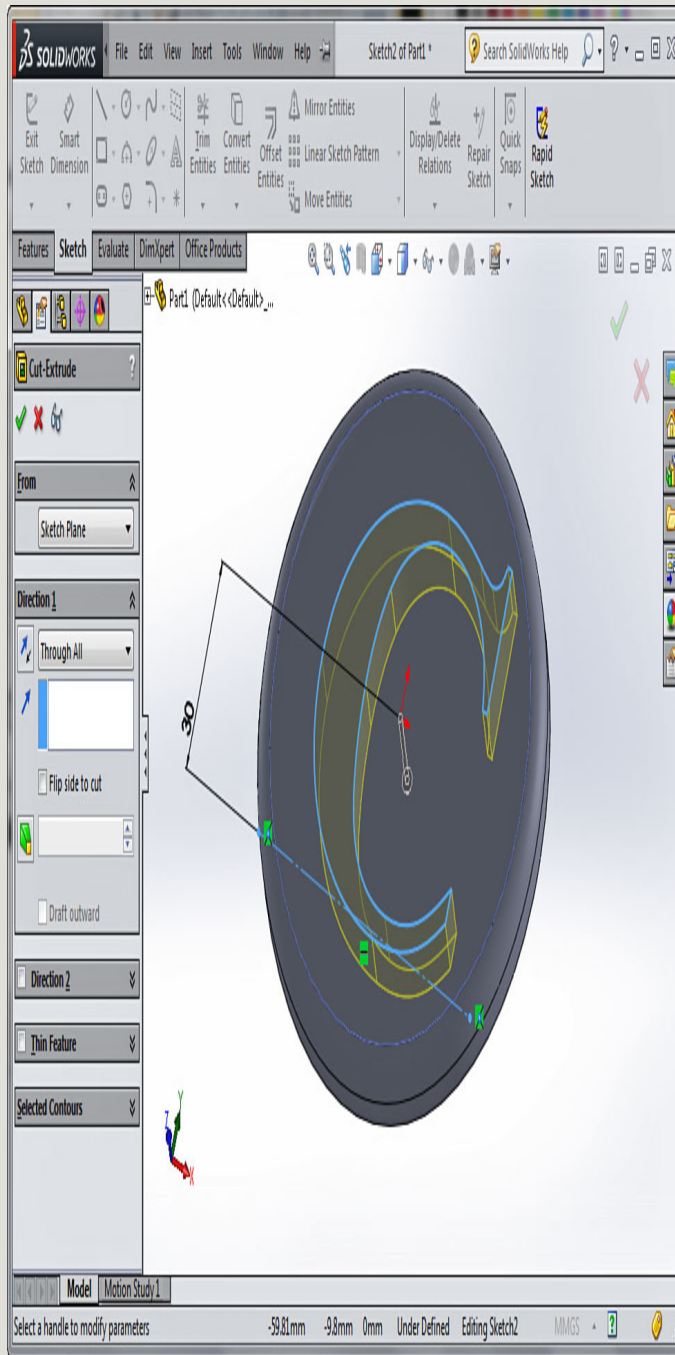 SOLIDWORKS File Edit View Insert Tools Window Help Sketch2 of Part1 * Search SolidWorks Help ?
Exit Sketch
Smart Dimension
Trim Entities
Convert Entities
Offset Entities
Mirror Entities
Linear Sketch Pattern
Move Entities
Display/Delete Relations
Repair Sketch
Quick Snaps
Rapid Sketch
Features Sketch Evaluate DimXpert Office Products
Part1 (Default<<Default>_...
Cut-Extrude ?
From
Sketch Plane
Direction 1
Through All
Flip side to cut
Draft outward
Direction 2
Thin Feature
Selected Contours
30
Y
Z
X
Model Motion Study 1
Select a handle to modify parameters -59.81mm -9.8mm 0mm Under Defined Editing Sketch2 MMGS ?